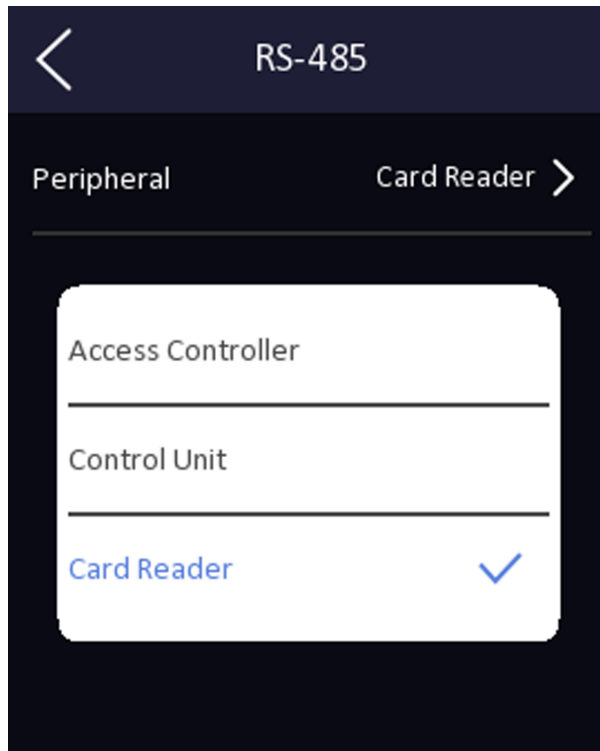 RS-485
Peripheral Card Reader
Access Controller
Control Unit
Card Reader